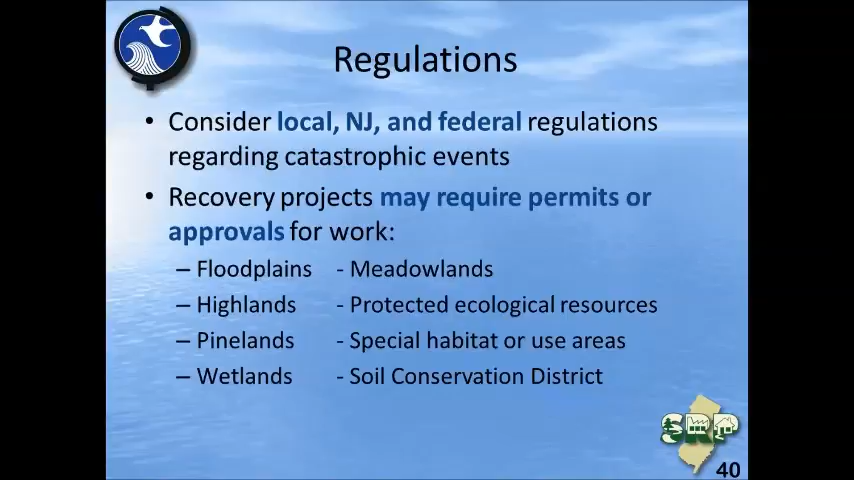 Regulations
• Consider local, NJ, and federal regulations
regarding catastrophic events
• Recovery projects may require permits or
approvals for work:
– Floodplains - Meadowlands
– Highlands - Protected ecological resources
– Pinelands - Special habitat or use areas
– Wetlands - Soil Conservation District
SRP
40